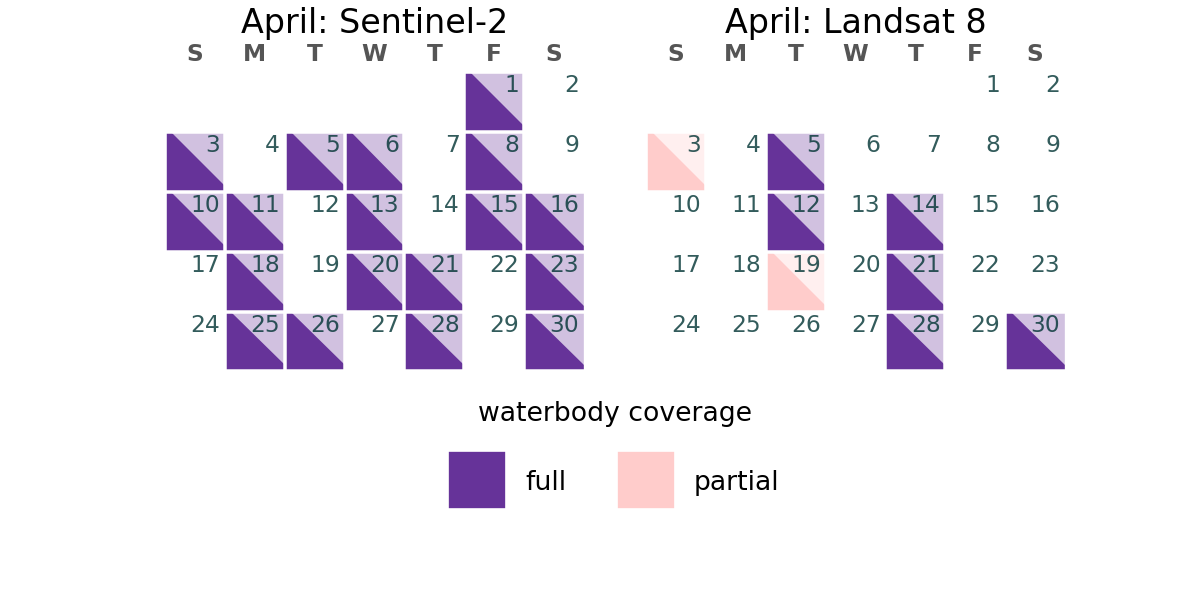 April: Sentinel-2
S M T W T F S
1 2
3 4 5 6 7 8 9
10 11 12 13 14 15 16
17 18 19 20 21 22 23
24 25 26 27 28 29 30
April: Landsat 8
S M T W T F S
1 2
3 4 5 6 7 8 9
10 11 12 13 14 15 16
17 18 19 20 21 22 23
24 25 26 27 28 29 30
waterbody coverage
full
partial